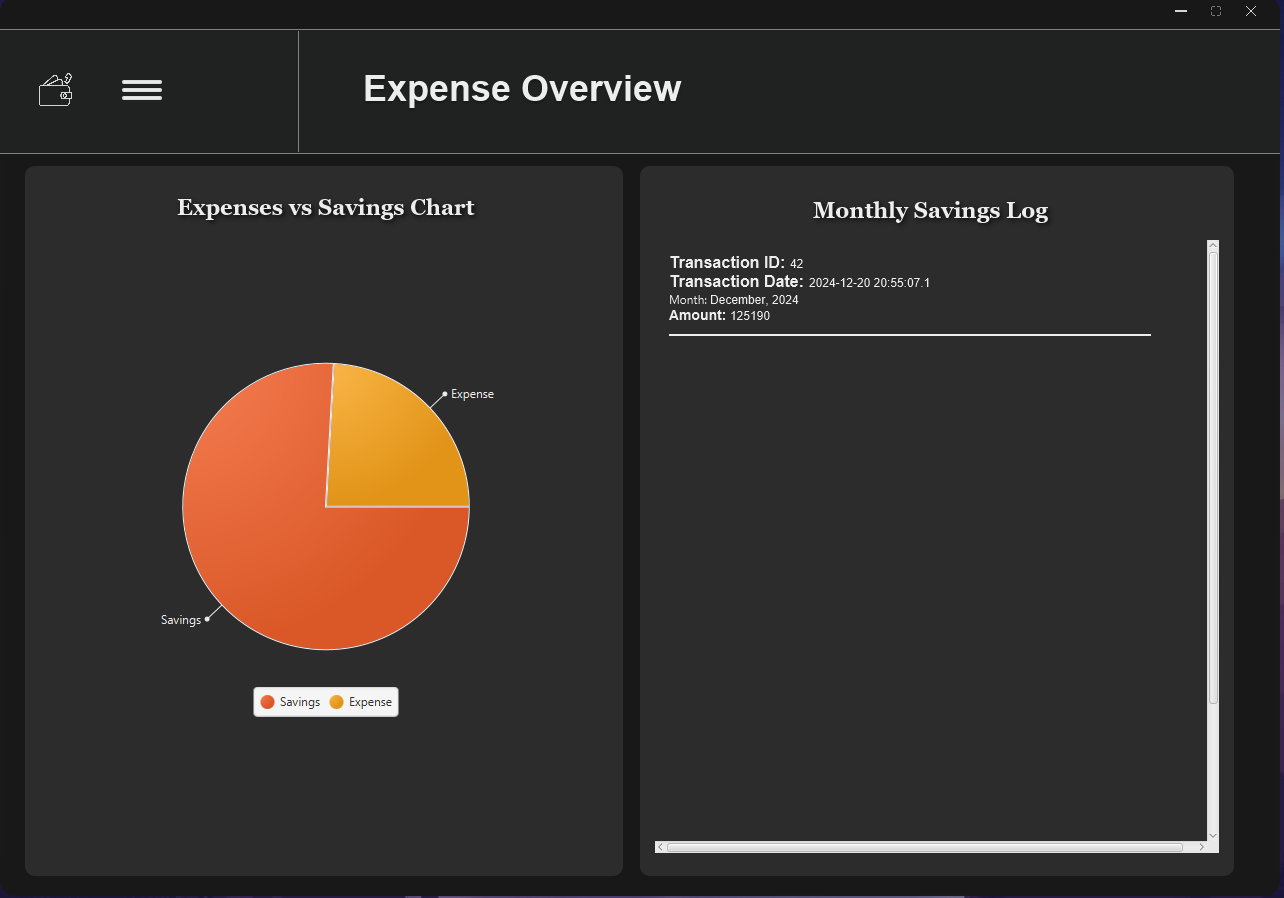 Expense Overview
Expenses vs Savings Chart
Expense
Savings
Savings Expense
Monthly Savings Log
Transaction ID: 42
Transaction Date: 2024-12-20 20:55:07.1
Month: December, 2024
Amount: 125190